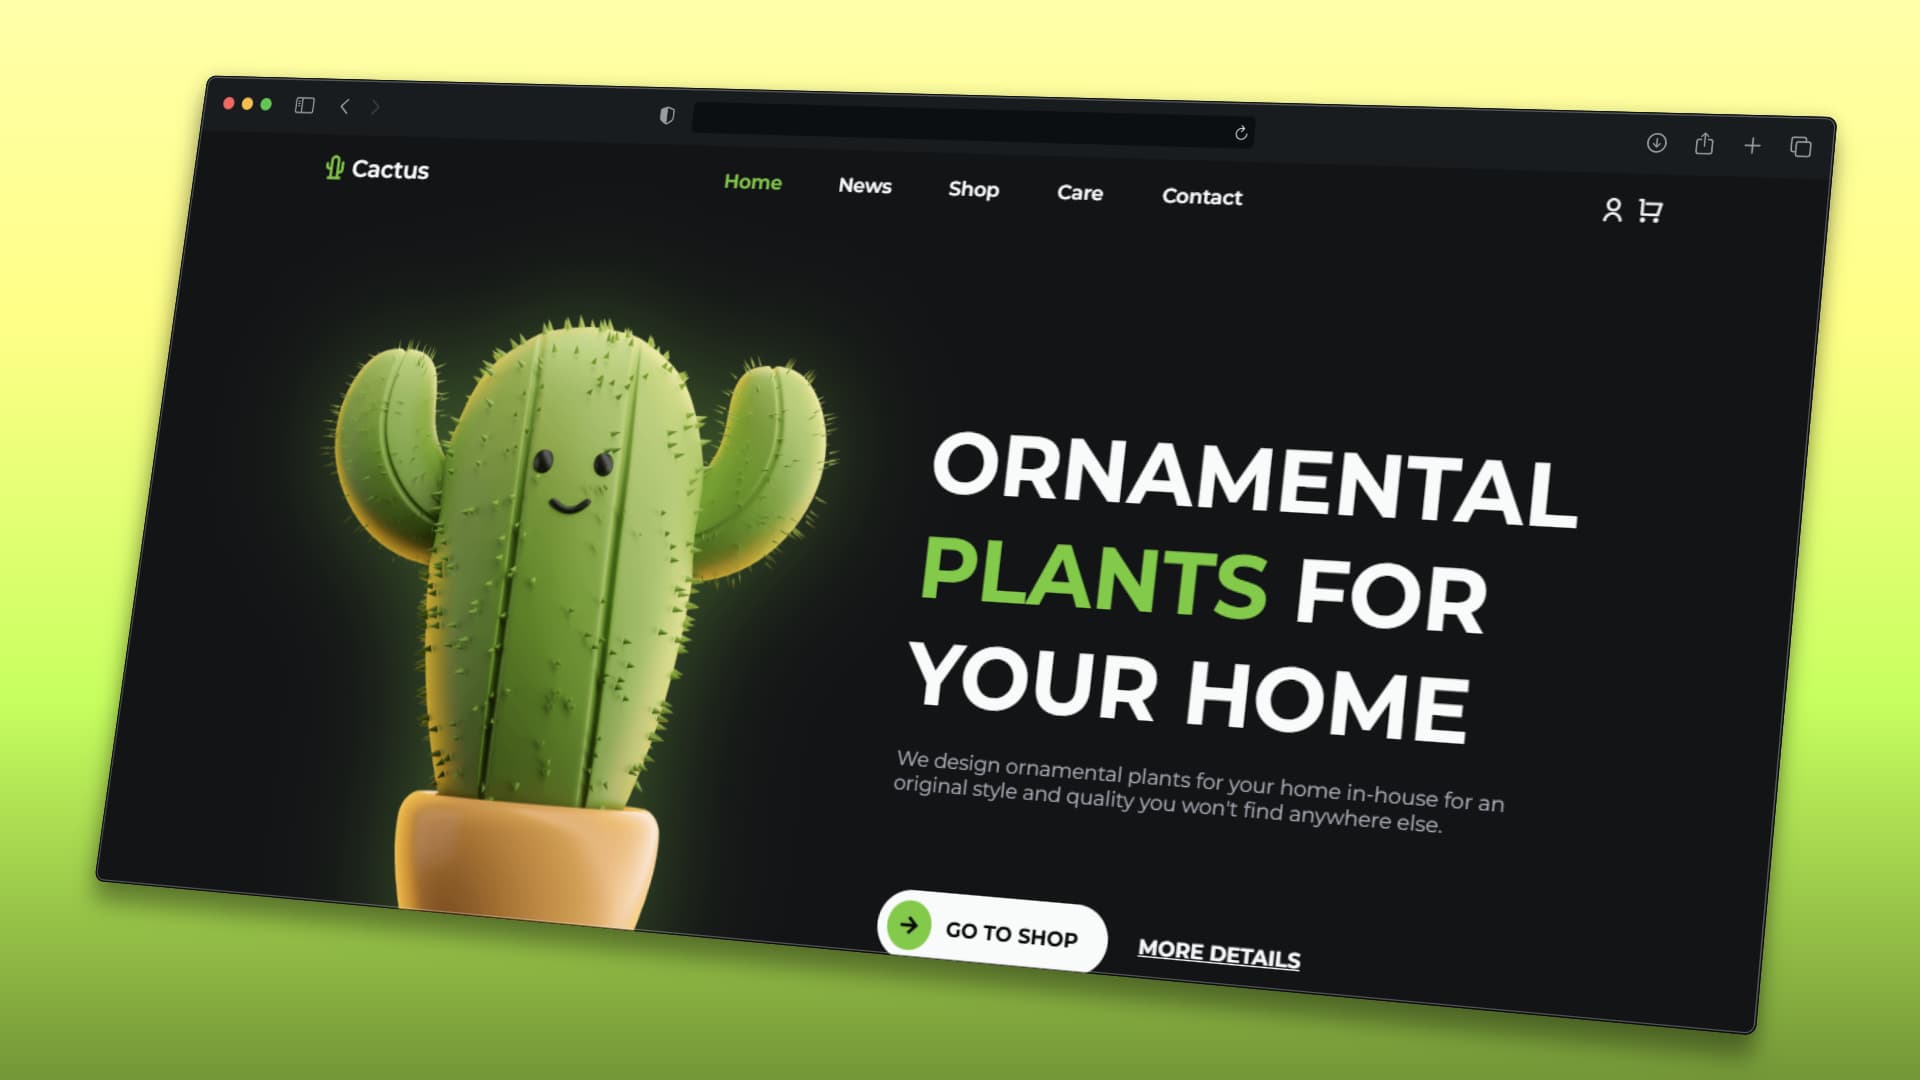 Cactus
Home News Shop Care Contact
ORNAMENTAL
PLANTS FOR
YOUR HOME
We design ornamental plants for your home in-house for an
original style and quality you won't find anywhere else.
GO TO SHOP
MORE DETAILS